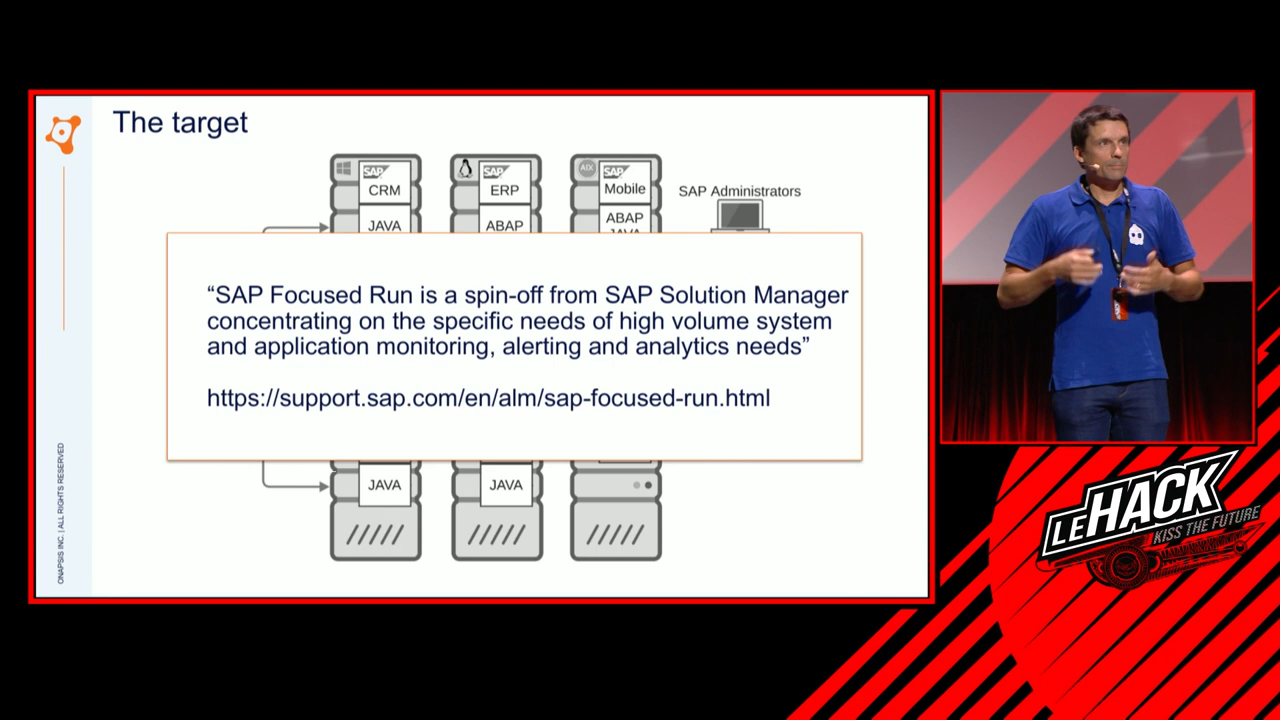 The target
SAP
CRM
JAVA
SAP
ERP
ABAP
AIX
SAP
Mobile
ABAP
SAP Administrators
“SAP Focused Run is a spin-off from SAP Solution Manager
concentrating on the specific needs of high volume system
and application monitoring, alerting and analytics needs”
https://support.sap.com/en/alm/sap-focused-run.html
JAVA
JAVA
ONAPSIS INC. | ALL RIGHTS RESERVED
LEHACK
KISS THE FUTURE